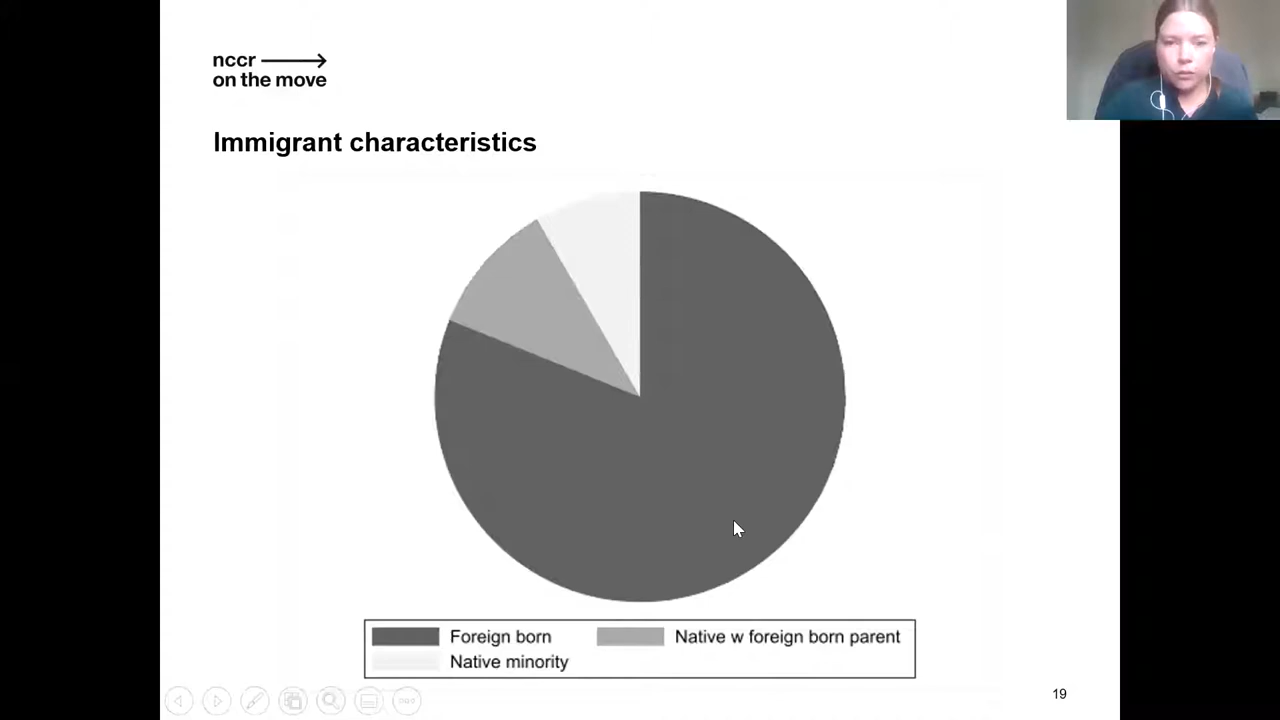 nccr
on the move
Immigrant characteristics
Foreign born
Native w foreign born parent
Native minority
19